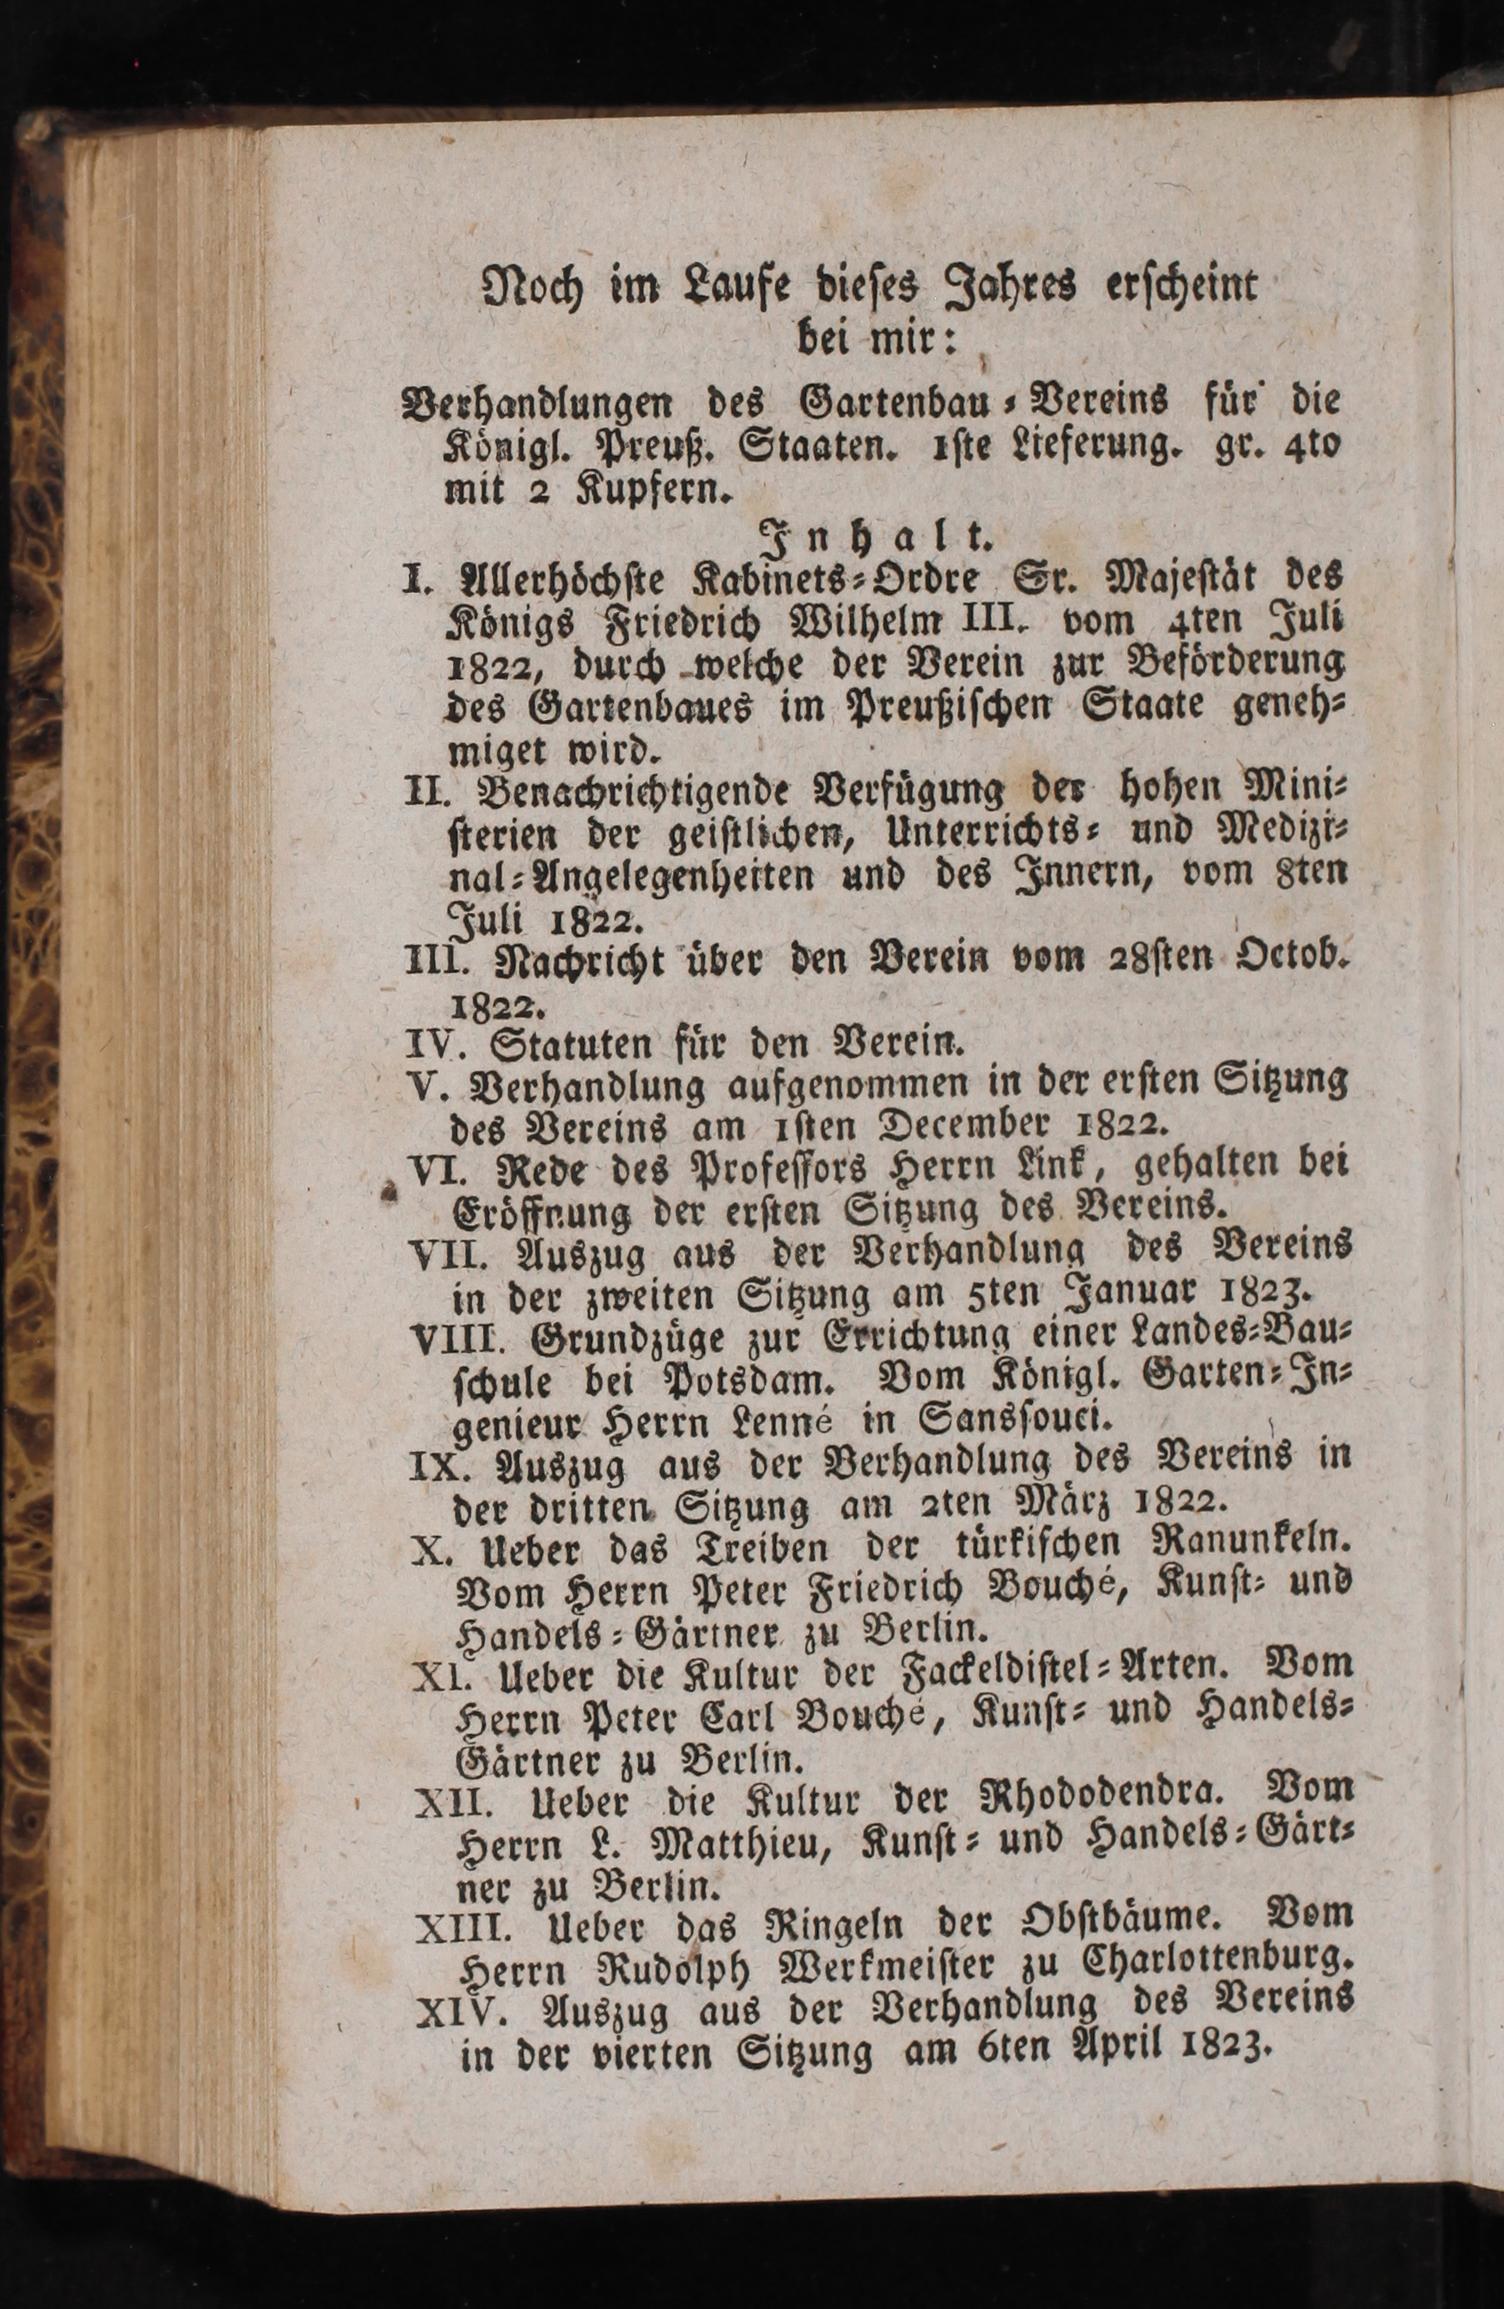 Noch im Laufe dieſes Jahres erſcheint
bei mir:
Verhandlungen des Gartenbau⸗Vereins für die
Königl. Preuß. Staaten. 1ſte Lieferung. gr. 4to
mit 2 Kupfern.
Inhalt.
I. Allerhöchſte Kabinets⸗Ordre Sr. Majeſtät des
Königs Friedrich Wilhelm III. vom 4ten Juli
1822, durch welche der Verein zur Beförderung
des Gartenbaues im Preußiſchen Staate geneh⸗
miget wird.
II. Benachrichtigende Verfügung der hohen Mini⸗
ſterien der geiſtlichen, Unterrichts⸗ und Medizi⸗
nal⸗Angelegenheiten und des Innern, vom 8ten
Juli 1822.
III. Nachricht über den Verein vom 28ſten Octob.
1822.
IV. Statuten für den Verein.
V. Verhandlung aufgenommen in der erſten Sitzung
des Vereins am 1ſten December 1822.
VI. Rede des Profeſſors Herrn Link, gehalten bei
Eröffnung der erſten Sitzung des Vereins.
VII. Auszug aus der Verhandlung des Vereins
in der zweiten Sitzung am 5ten Januar 1823.
VIII. Grundzüge zur Errichtung einer Landes⸗Bau⸗
ſchule bei Potsdam. Vom Königl. Garten⸗In⸗
genieur Herrn Lenné in Sansſouci.
IX. Auszug aus der Verhandlung des Vereins in
der dritten Sitzung am 2ten März 1822.
X. Ueber das Treiben der türkiſchen Ranunkeln.
Vom Herrn Peter Friedrich Bouché, Kunſt⸗ und
Handels⸗Gärtner zu Berlin.
XI. Ueber die Kultur der Fackeldiſtel⸗Arten. Vom
Herrn Peter Carl Bouché, Kunſt⸗ und Handels⸗
Gärtner zu Berlin.
XII. Ueber die Kultur der Rhododendra. Vom
Herrn L. Matthieu, Kunſt⸗ und Handels⸗Gärt⸗
ner zu Berlin.
XIII. Ueber das Ringeln der Obſtbäume. Vom
Herrn Rudolph Werkmeiſter zu Charlottenburg.
XIV. Auszug aus der Verhandlung des Vereins
in der vierten Sitzung am 6ten April 1823.